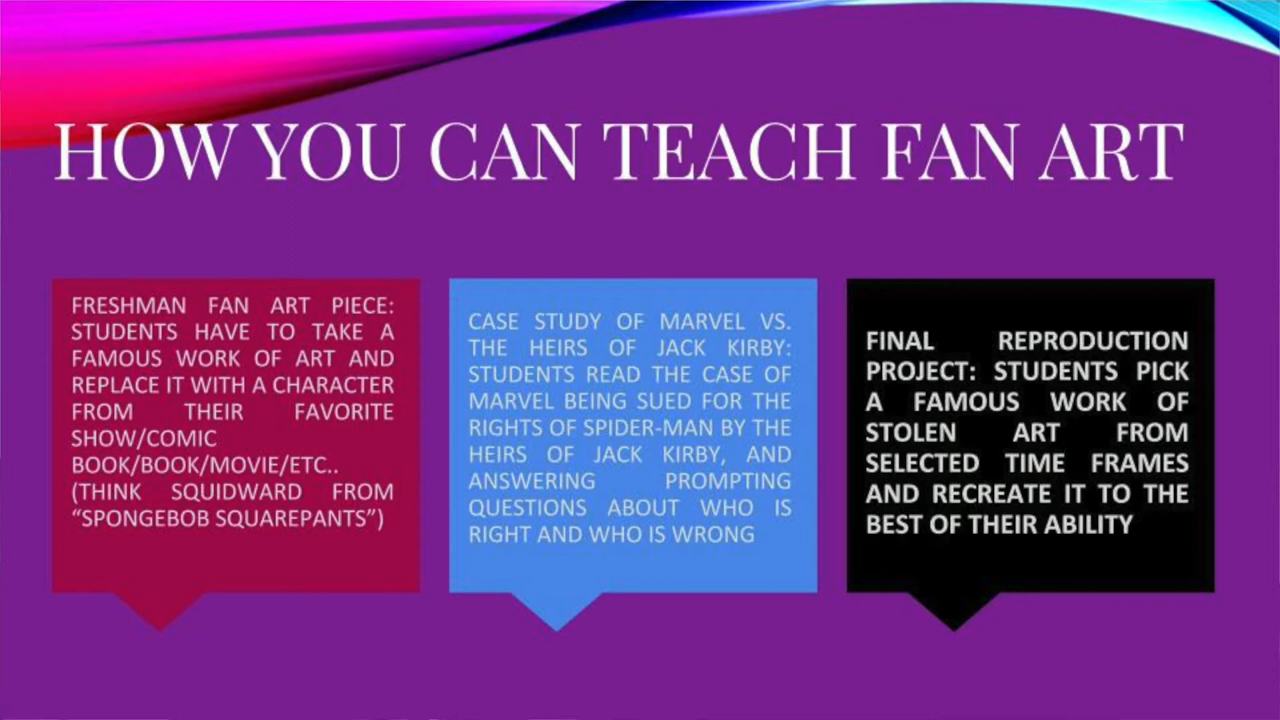 HOW YOU CAN TEACH FAN ART
FRESHMAN FAN ART PIECE:
STUDENTS HAVE TO TAKE A
FAMOUS WORK OF ART AND
REPLACE IT WITH A CHARACTER
FROM THEIR FAVORITE
SHOW/COMIC
BOOK/BOOK/MOVIE/ETC..
(THINK SQUIDWARD FROM
“SPONGEBOB SQUAREPANTS”)
CASE STUDY OF MARVEL VS.
THE HEIRS OF JACK KIRBY:
STUDENTS READ THE CASE OF
MARVEL BEING SUED FOR THE
RIGHTS OF SPIDER-MAN BY THE
HEIRS OF JACK KIRBY, AND
ANSWERING PROMPTING
QUESTIONS ABOUT WHO IS
RIGHT AND WHO IS WRONG
FINAL REPRODUCTION
PROJECT: STUDENTS PICK
A FAMOUS WORK OF
STOLEN ART FROM
SELECTED TIME FRAMES
AND RECREATE IT TO THE
BEST OF THEIR ABILITY